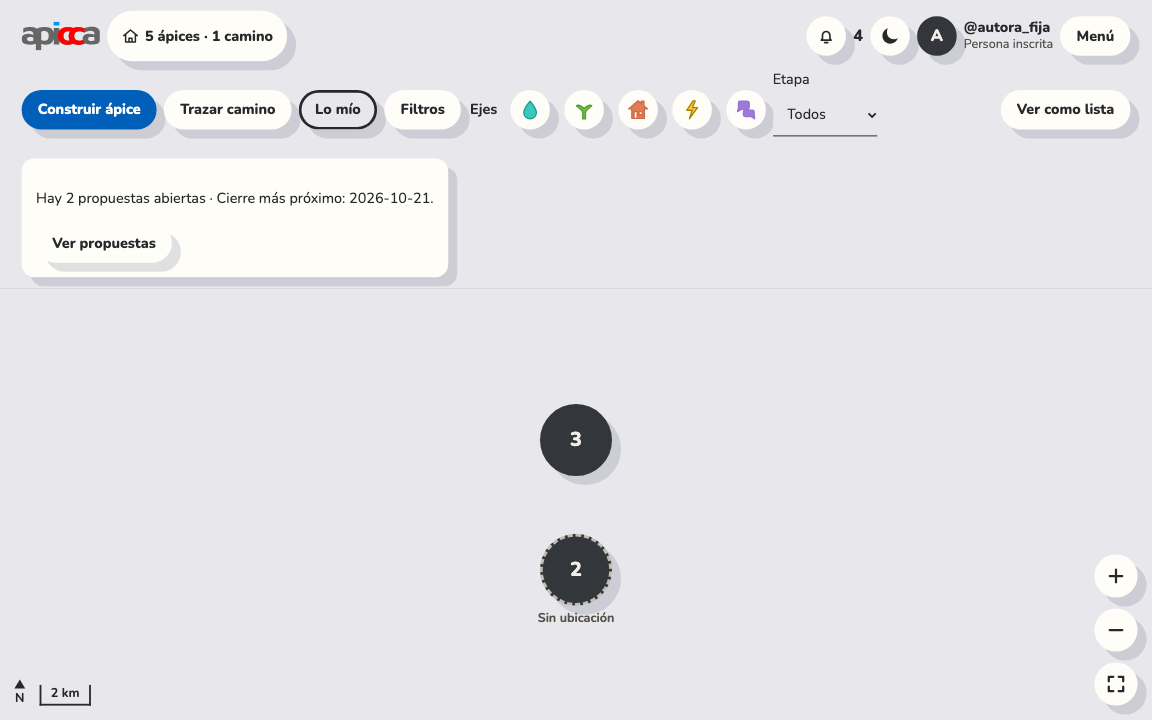 apicca
5 ápices · 1 camino
4
A
@autora_fija
Persona inscrita
Menú
Construir ápice
Trazar camino
Lo mío
Filtros
Ejes
Etapa
Todos
Ver como lista
Hay 2 propuestas abiertas · Cierre más próximo: 2026-10-21.
Ver propuestas
3
2
Sin ubicación
N
2 km